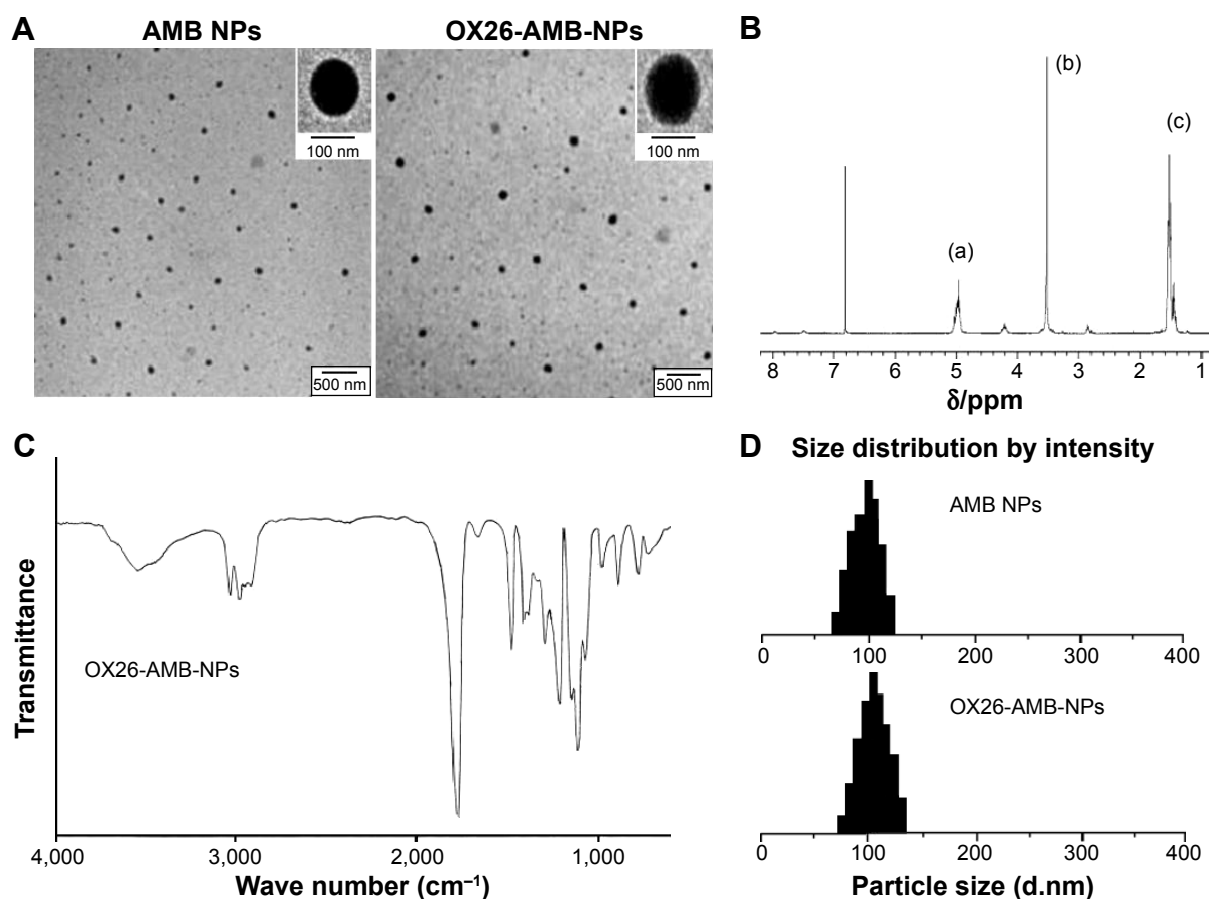 A
AMB NPs
OX26-AMB-NPs
100 nm
100 nm
500 nm
500 nm
B
(a)
(b)
(c)
8 7 6 5 4 3 2 1
δ/ppm
C
Transmittance
OX26-AMB-NPs
4,000 3,000 2,000 1,000
Wave number (cm⁻¹)
D Size distribution by intensity
AMB NPs
0 100 200 300 400
OX26-AMB-NPs
0 100 200 300 400
Particle size (d.nm)